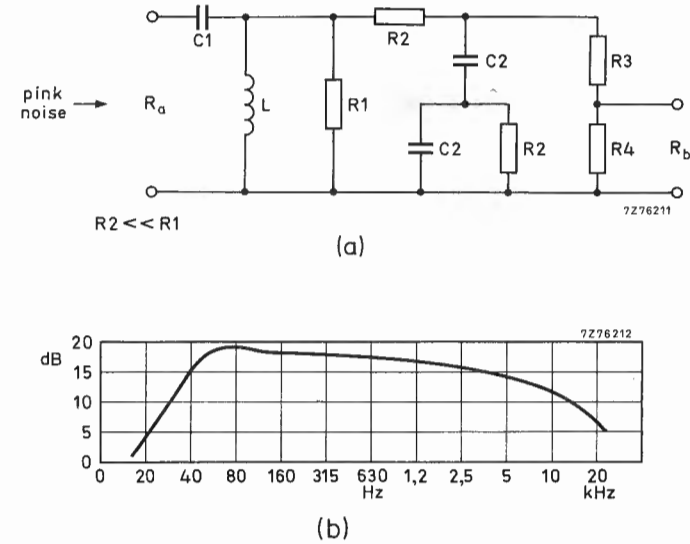 C1
R2
C2
R3
pink
noise
Ra
L
R1
C2
R2
R4
Rb
7Z76211
R2 << R1
(a)
7Z76212
dB
20
15
10
5
0
0 20 40 80 160 315 630 1,2 2,5 5 10 20
Hz kHz
(b)